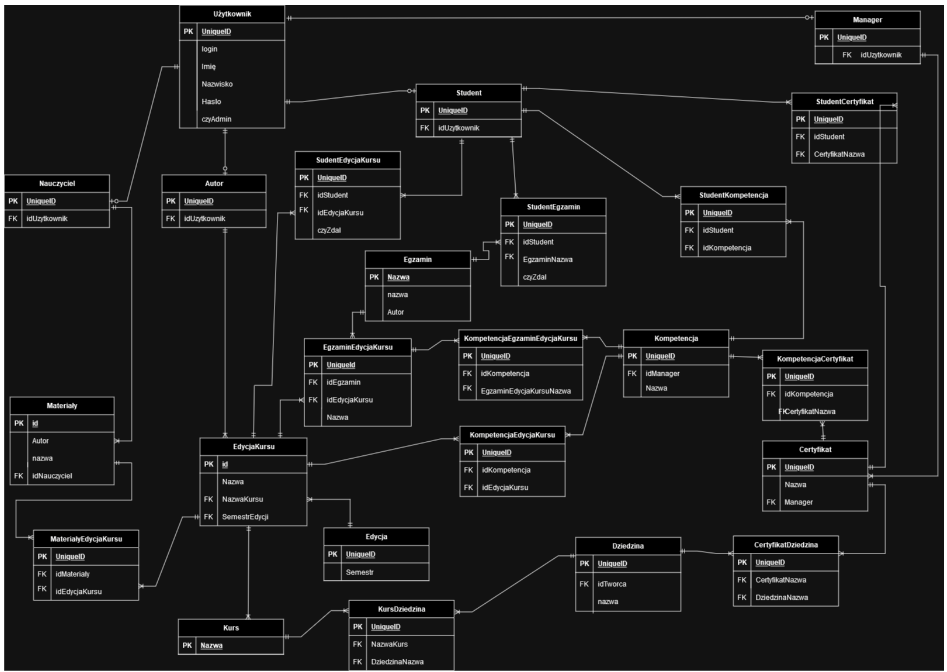 Użytkownik
PK UniqueID
login
Imię
Nazwisko
Hasło
czyAdmin
Manager
PK UniqueID
FK idUzytkownik
Student
PK UniqueID
FK idUzytkownik
StudentCertyfikat
PK UniqueID
FK idStudent
FK CertyfikatNazwa
SudentEdycjaKursu
PK UniqueID
FK idStudent
FK idEdycjaKursu
czyZdal
Nauczyciel
PK UniqueID
FK idUzytkownik
Autor
PK UniqueID
FK idUzytkownik
StudentEgzamin
PK UniqueID
FK idStudent
FK EgzaminNazwa
czyZdal
StudentKompetencja
PK UniqueID
FK idStudent
FK idKompetencja
Egzamin
PK Nazwa
nazwa
Autor
EgzaminEdycjaKursu
PK UniqueId
FK idEgzamin
FK idEdycjaKursu
Nazwa
KompetencjaEgzaminEdycjaKursu
PK UniqueID
FK idKompetencja
FK EgzaminEdycjaKursuNazwa
Kompetencja
PK UniqueID
FK idManager
Nazwa
KompetencjaCertyfikat
PK UniqueID
FK idKompetencja
FK CertyfikatNazwa
Materiały
PK id
Autor
nazwa
FK idNauczyciel
EdycjaKursu
PK id
Nazwa
FK NazwaKursu
FK SemestrEdycji
KompetencjaEdycjaKursu
PK UniqueID
FK idKompetencja
FK idEdycjaKursu
Certyfikat
PK UniqueID
Nazwa
FK Manager
MateriałyEdycjaKursu
PK UniqueID
FK idMateriały
FK idEdycjaKursu
Edycja
PK UniqueID
Semestr
Dziedzina
PK UniqueID
FK idTworca
nazwa
CertyfikatDziedzina
PK UniqueID
FK CertyfikatNazwa
FK DziedzinaNazwa
Kurs
PK Nazwa
KursDziedzina
PK UniqueID
FK NazwaKurs
FK DziedzinaNazwa